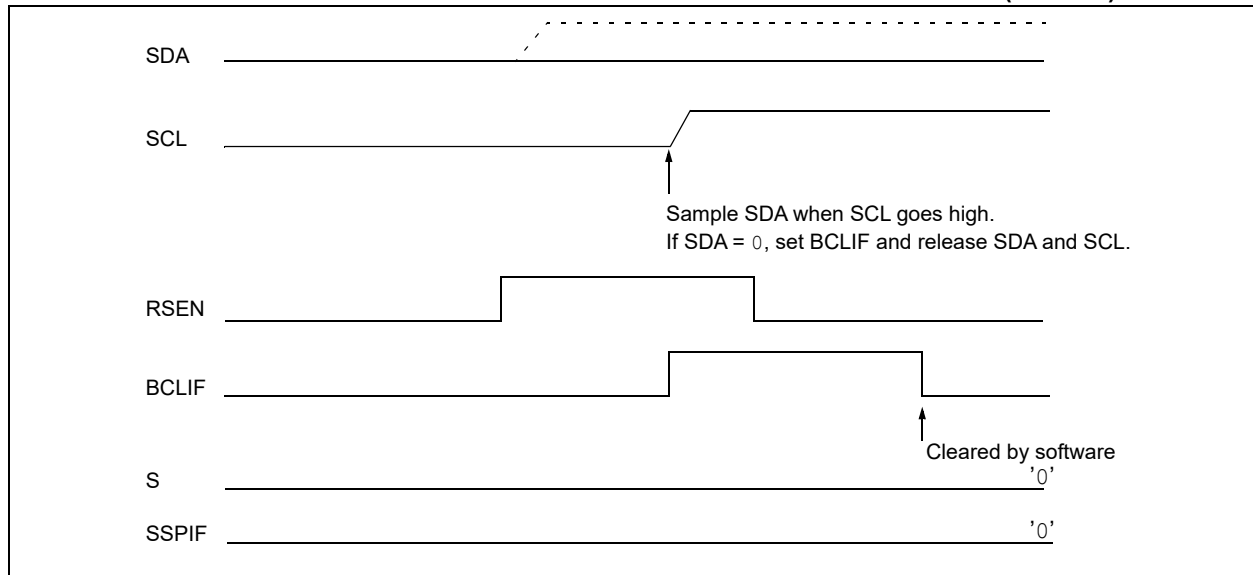 SDA
SCL
Sample SDA when SCL goes high.
If SDA = 0, set BCLIF and release SDA and SCL.
RSEN
BCLIF
Cleared by software
S '0'
SSPIF '0'